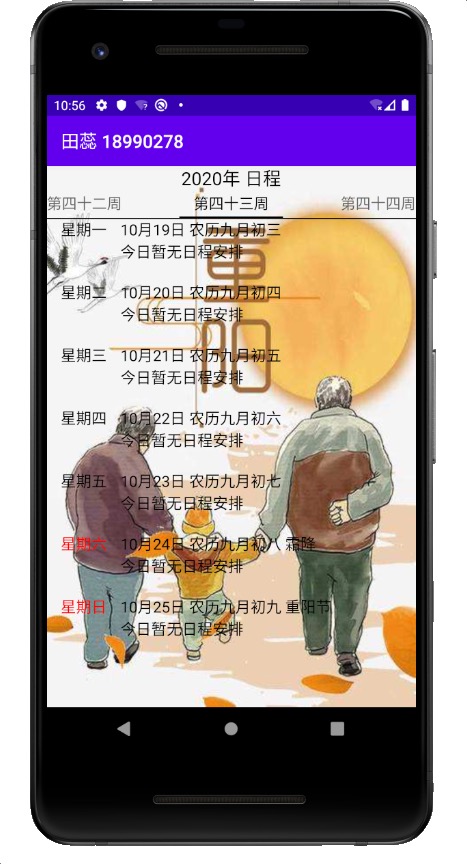 10:56
田蕊 18990278
2020年 日程
第四十二周 第四十三周 第四十四周
星期一 10月19日 农历九月初三
今日暂无日程安排
星期二 10月20日 农历九月初四
今日暂无日程安排
星期三 10月21日 农历九月初五
今日暂无日程安排
星期四 10月22日 农历九月初六
今日暂无日程安排
星期五 10月23日 农历九月初七
今日暂无日程安排
星期六 10月24日 农历九月初八 霜降
今日暂无日程安排
星期日 10月25日 农历九月初九 重阳节
今日暂无日程安排
重阳